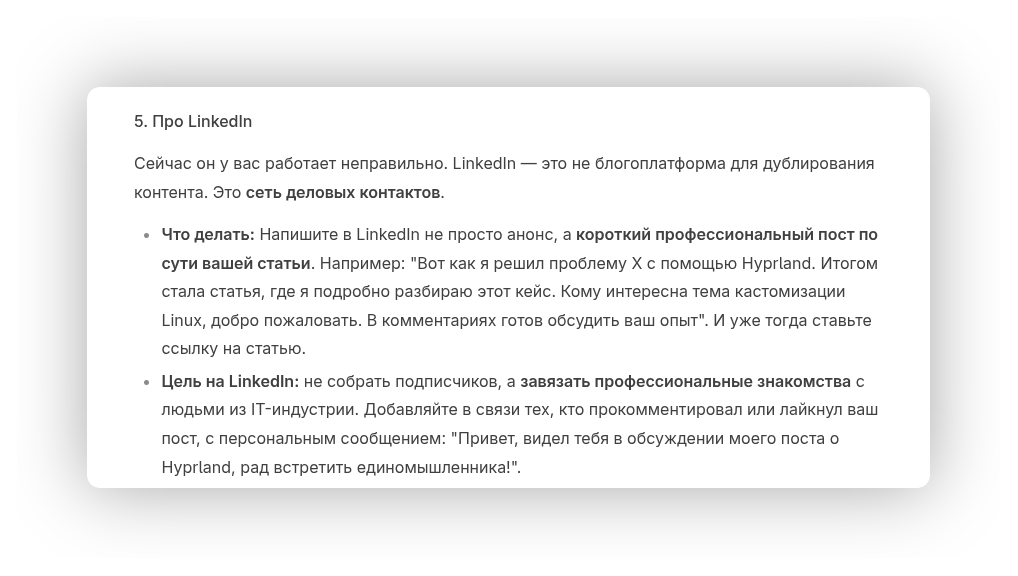 5. Про LinkedIn
Сейчас он у вас работает неправильно. LinkedIn — это не блогоплатформа для дублирования
контента. Это сеть деловых контактов.
• Что делать: Напишите в LinkedIn не просто анонс, а короткий профессиональный пост по
сути вашей статьи. Например: "Вот как я решил проблему X с помощью Hyprland. Итогом
стала статья, где я подробно разбираю этот кейс. Кому интересна тема кастомизации
Linux, добро пожаловать. В комментариях готов обсудить ваш опыт". И уже тогда ставьте
ссылку на статью.
• Цель на LinkedIn: не собрать подписчиков, а завязать профессиональные знакомства с
людьми из IT-индустрии. Добавляйте в связи тех, кто прокомментировал или лайкнул ваш
пост, с персональным сообщением: "Привет, видел тебя в обсуждении моего поста о
Hyprland, рад встретить единомышленника!".